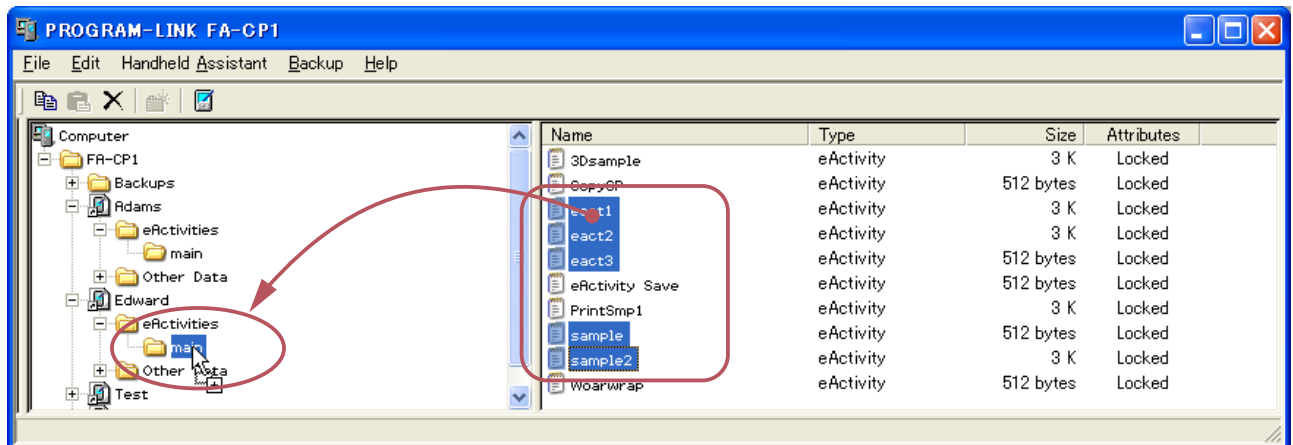 PROGRAM-LINK FA-CP1
File Edit Handheld Assistant Backup Help
Computer
FA-CP1
Backups
Adams
eActivities
main
Other Data
Edward
eActivities
main
Other Data
Test
Name Type Size Attributes
3Dsample eActivity 3 K Locked
CopyCP eActivity 512 bytes Locked
eact1 eActivity 3 K Locked
eact2 eActivity 3 K Locked
eact3 eActivity 512 bytes Locked
eActivity Save eActivity 512 bytes Locked
PrintSmp1 eActivity 3 K Locked
sample eActivity 512 bytes Locked
sample2 eActivity 3 K Locked
Woarwrap eActivity 512 bytes Locked